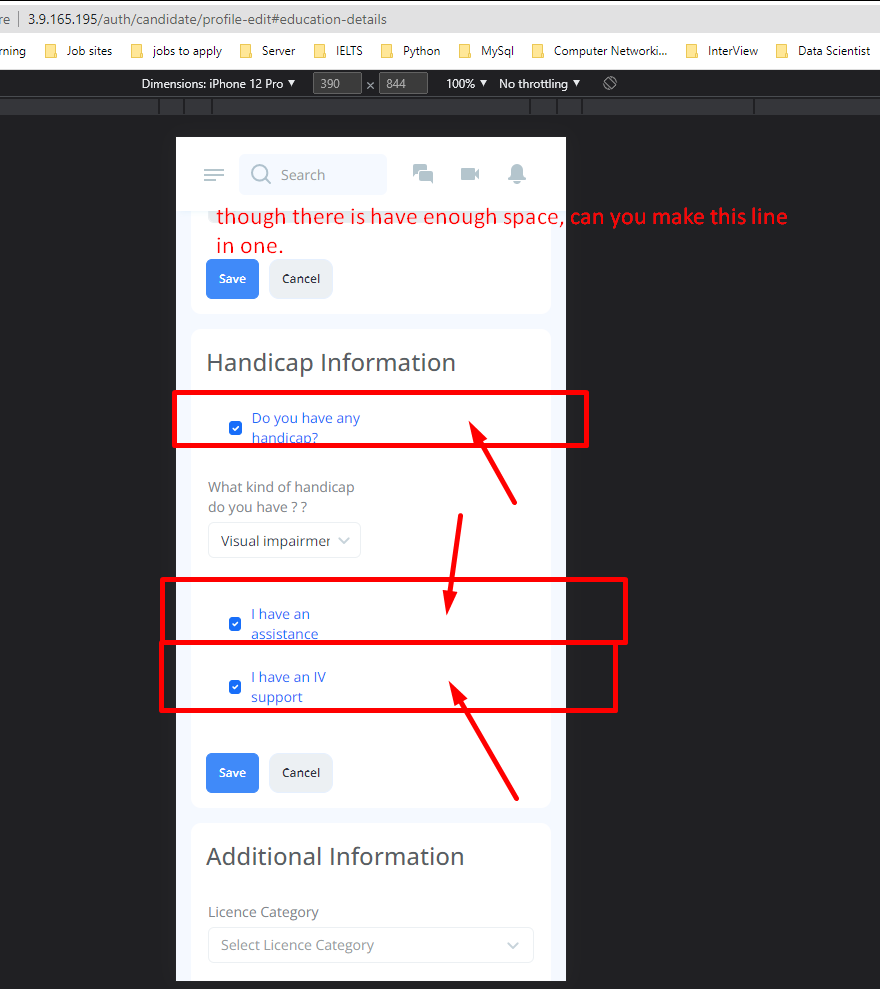 re 3.9.165.195/auth/candidate/profile-edit#education-details
rning Job sites jobs to apply Server IELTS Python MySql Computer Networki... InterView Data Scientist
Dimensions: iPhone 12 Pro ▼ 390 x 844 100% ▼ No throttling ▼
Search
though there is have enough space, can you make this line
in one.
Save Cancel
Handicap Information
Do you have any
handicap?
What kind of handicap
do you have ? ?
Visual impairmer
I have an
assistance
I have an IV
support
Save Cancel
Additional Information
Licence Category
Select Licence Category